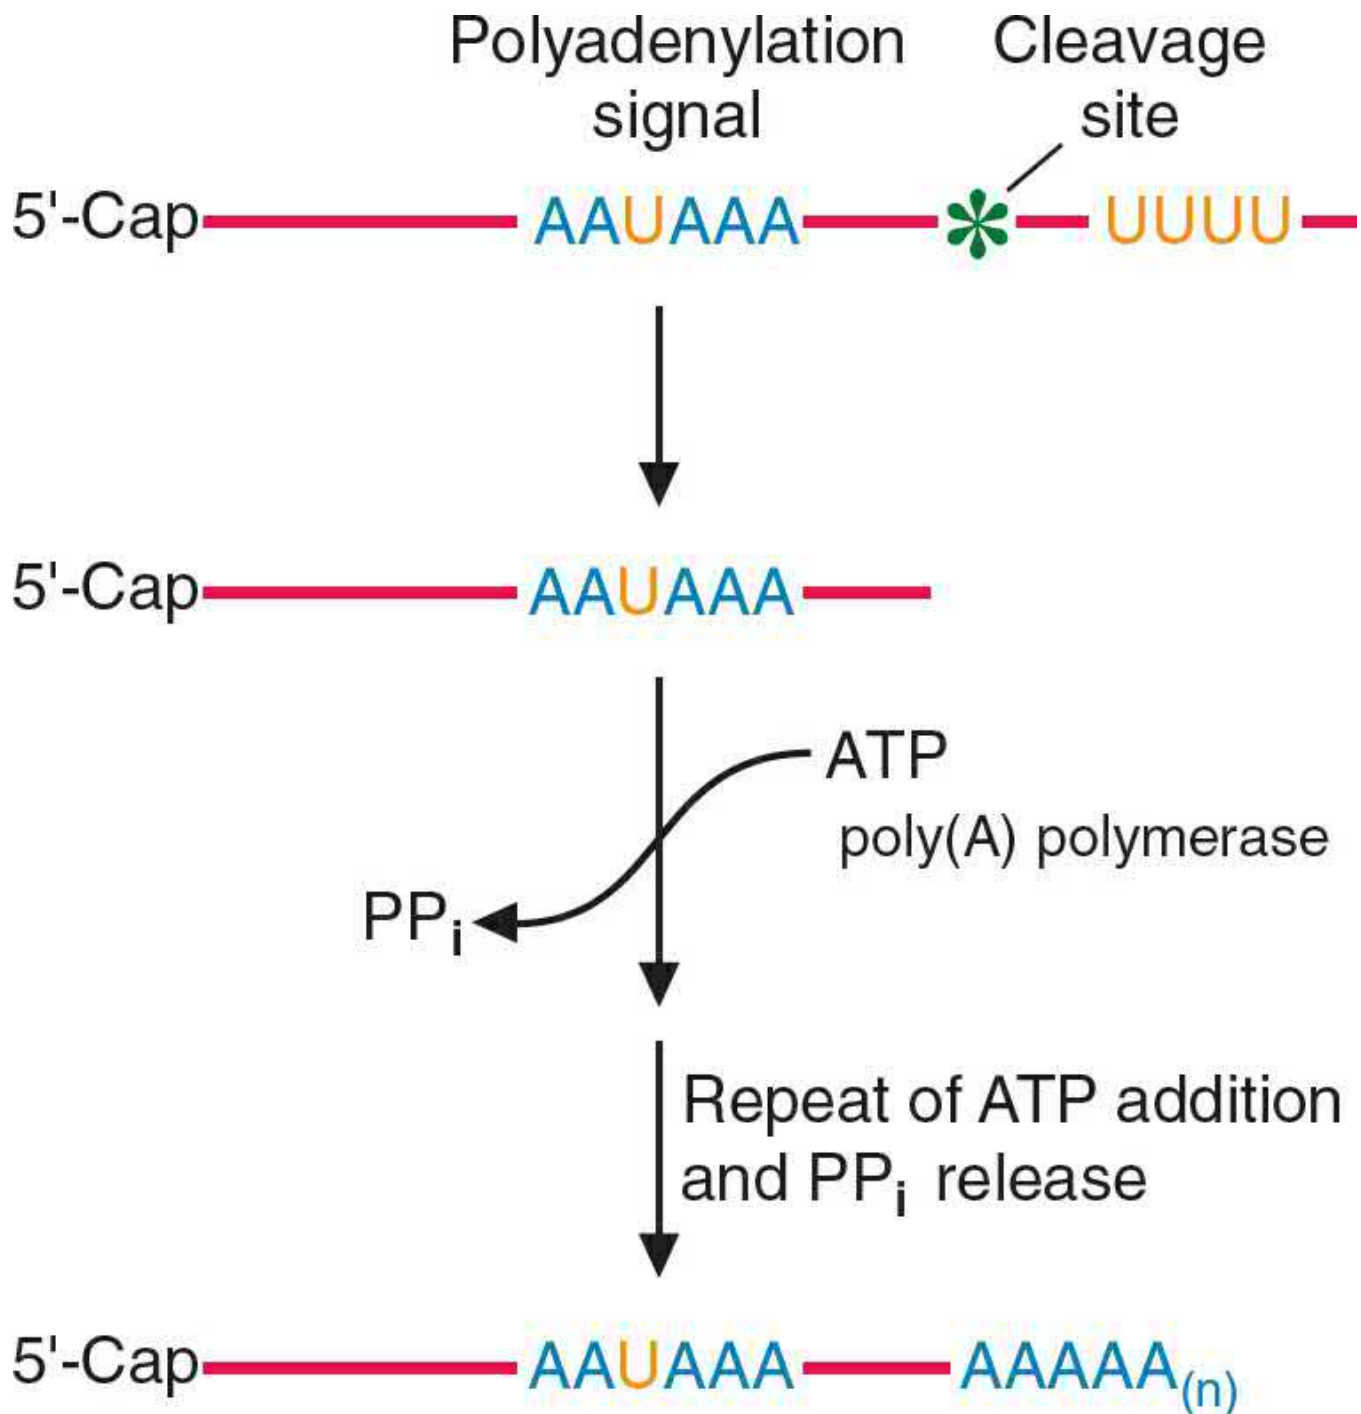 Polyadenylation signal
Cleavage site
5'-Cap AAUAAA * UUUU
5'-Cap AAUAAA
ATP
poly(A) polymerase
PPi
Repeat of ATP addition
and PPi release
5'-Cap AAUAAA AAAAA(n)